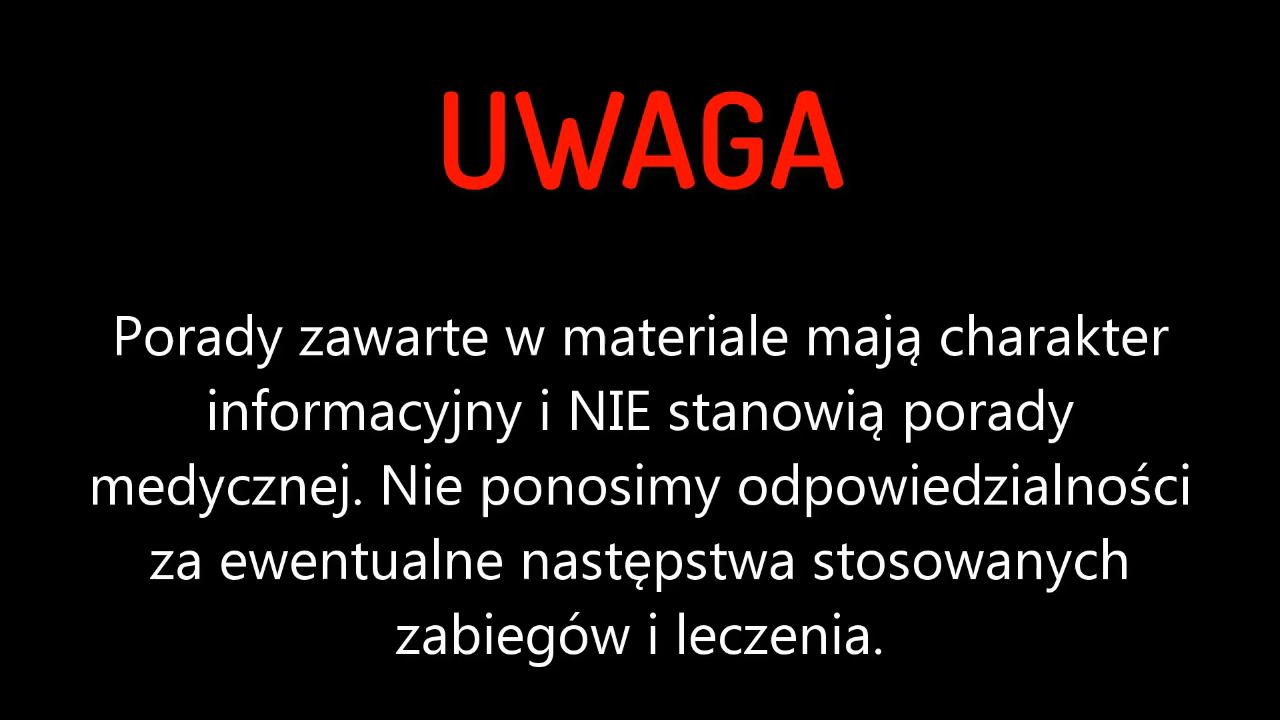 UWAGA
Porady zawarte w materiale mają charakter
informacyjny i NIE stanowią porady
medycznej. Nie ponosimy odpowiedzialności
za ewentualne następstwa stosowanych
zabiegów i leczenia.